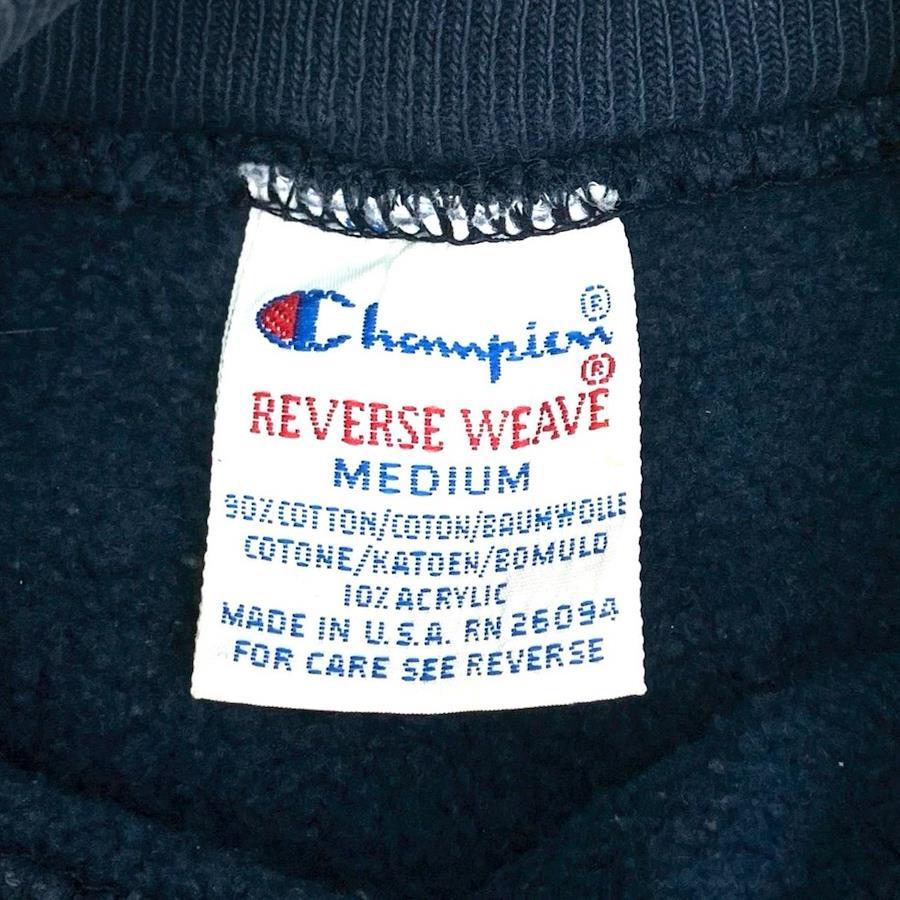 Champion®
REVERSE WEAVE®
MEDIUM
90% COTTON/COTON/BAUMWOLLE
COTONE/KATOEN/BOMULD
10% ACRYLIC
MADE IN U.S.A. RN 26094
FOR CARE SEE REVERSE